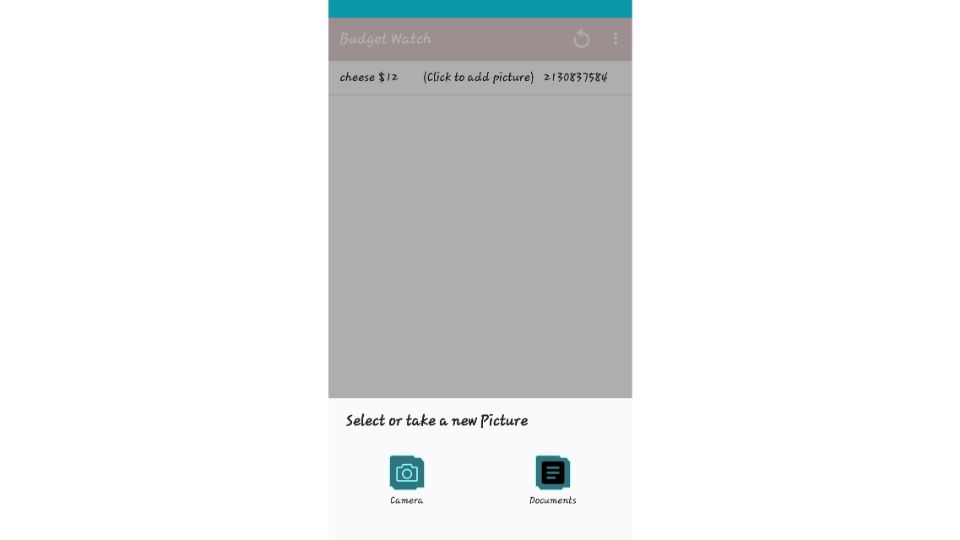 Budget Watch
cheese $12 (Click to add picture) 2130837584
Select or take a new Picture
Camera Documents